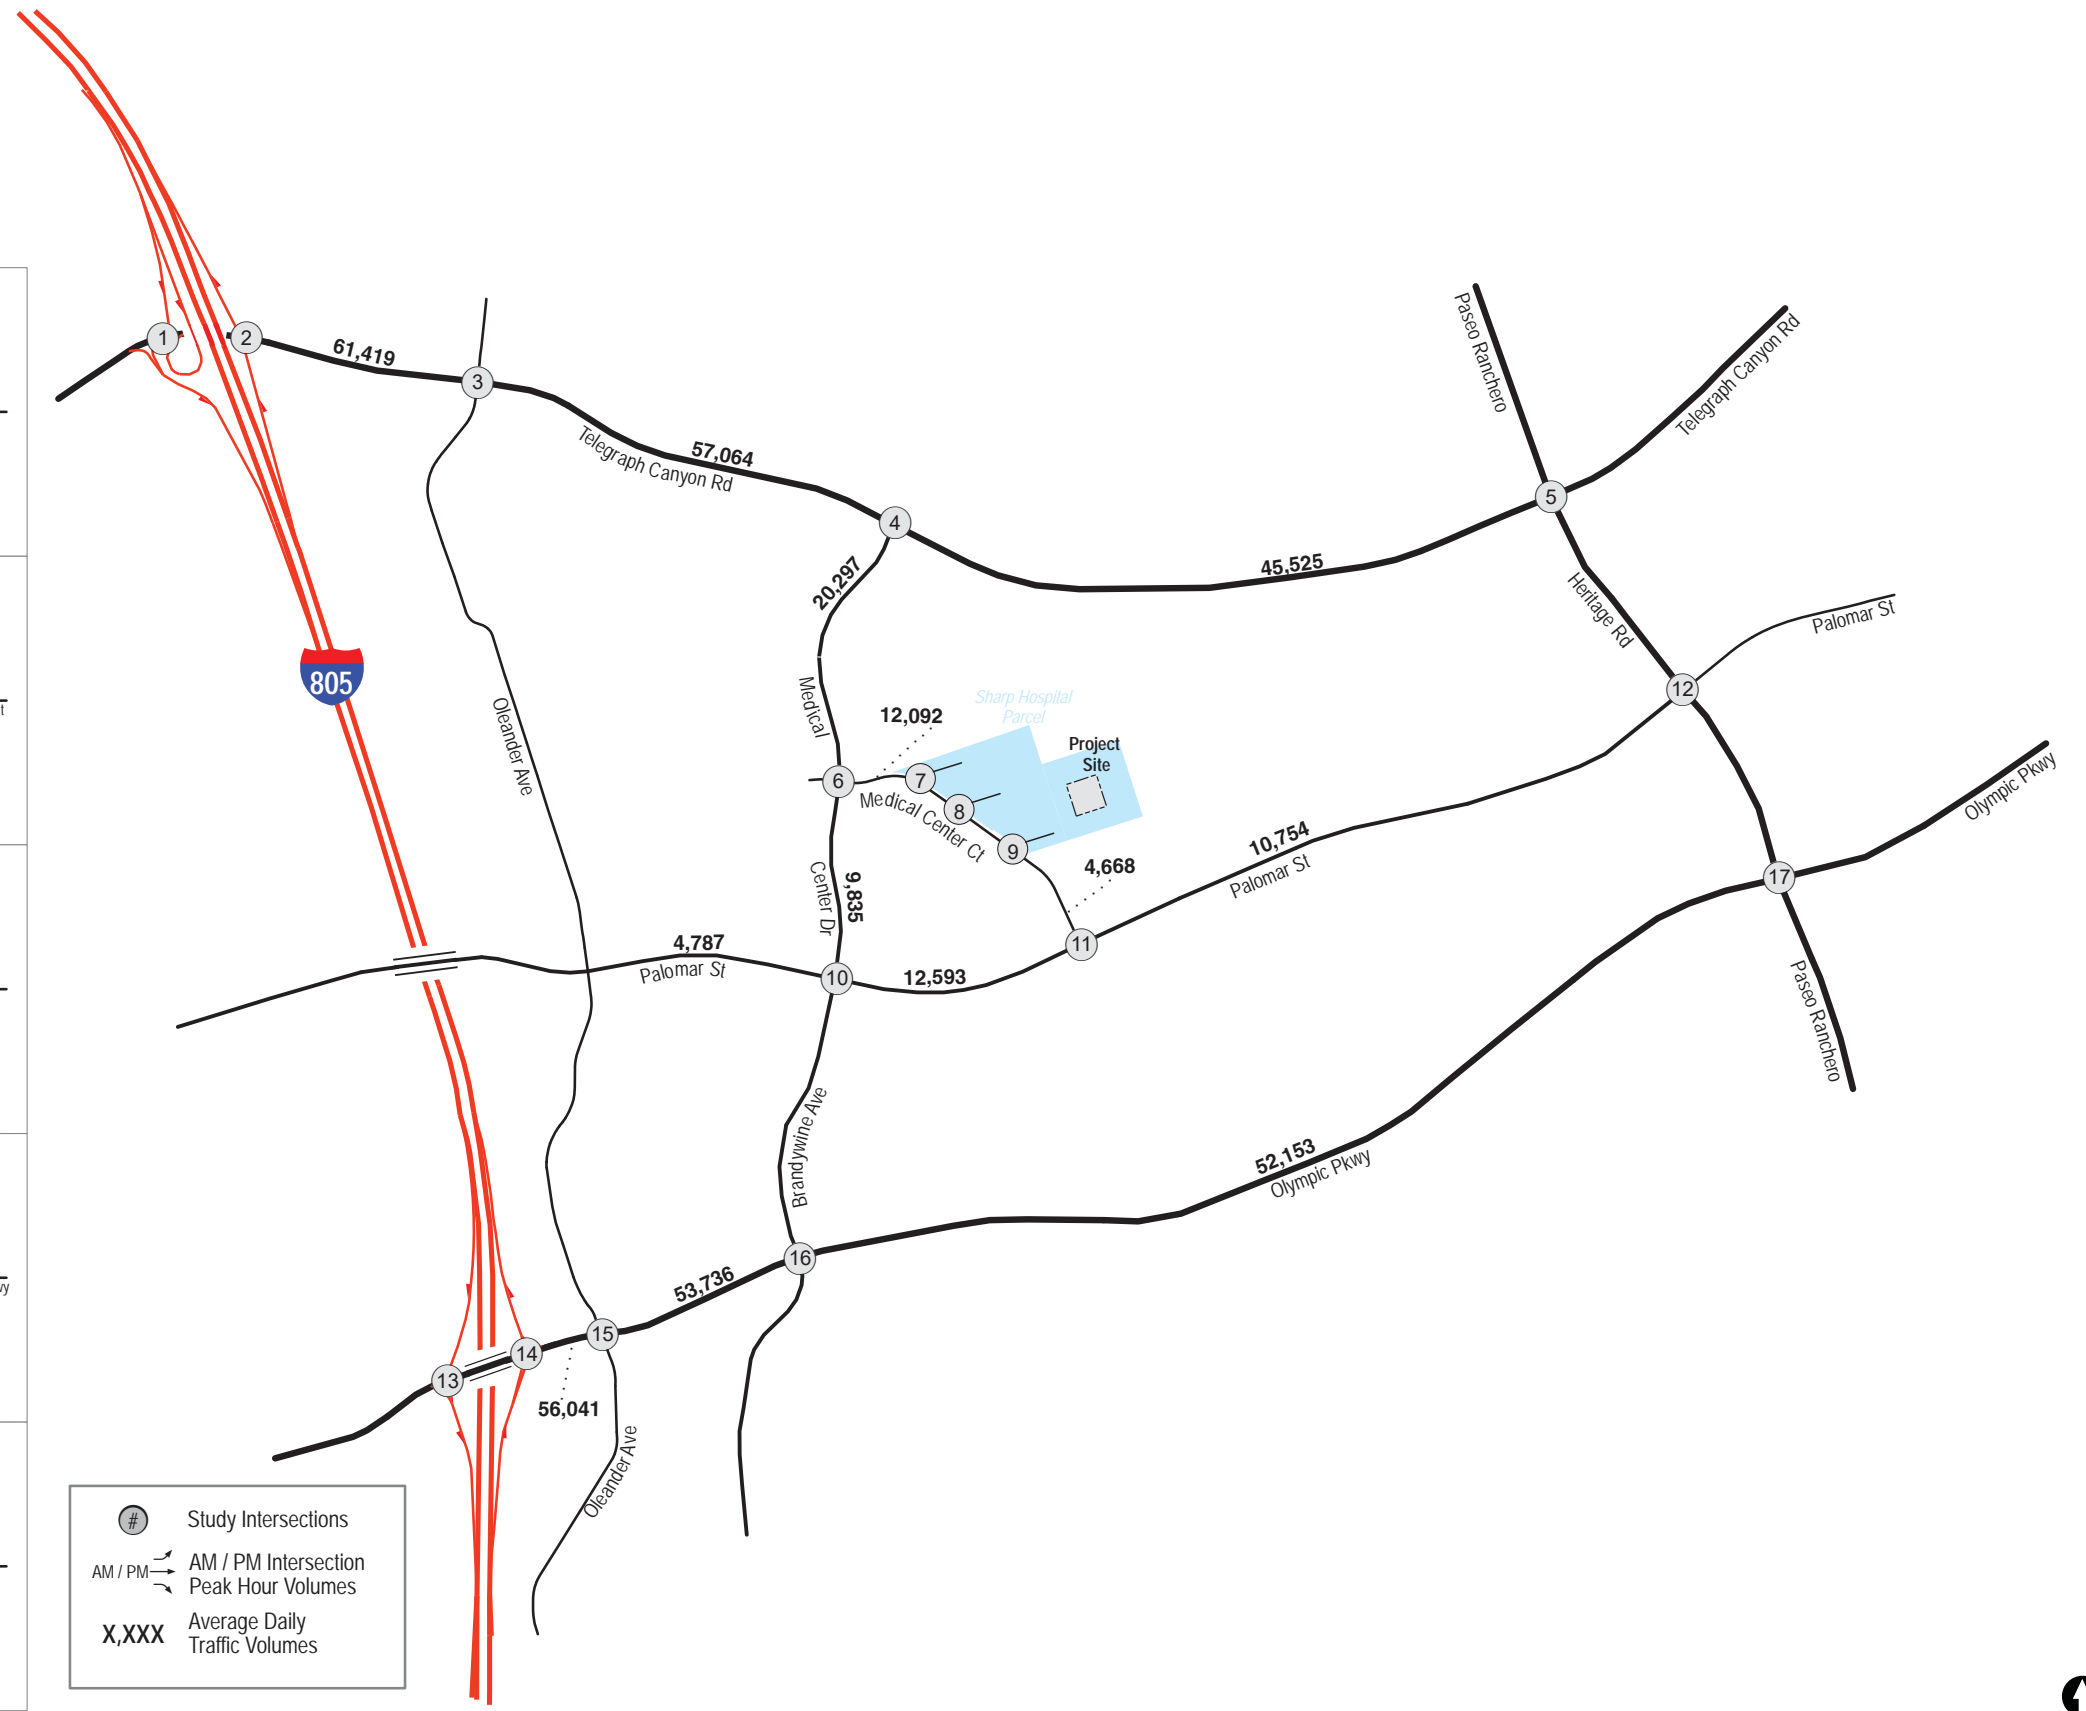 1
2
61,419
3
Telegraph Canyon Rd
57,064
4
20,297
45,525
Paseo Ranchero
Telegraph Canyon Rd
5
Heritage Rd
Palomar St
12
805
Oleander Ave
Medical
12,092
Sharp Hospital
Parcel
Project
Site
6
7
8
9
Medical Center Ct
Center Dr
9,835
4,668
10,754
Palomar St
Olympic Pkwy
17
4,787
Palomar St
10
12,593
11
Paseo Ranchero
Brandywine Ave
52,153
Olympic Pkwy
16
53,736
15
14
13
56,041
Oleander Ave
# Study Intersections
AM / PM AM / PM Intersection
Peak Hour Volumes
X,XXX Average Daily
Traffic Volumes